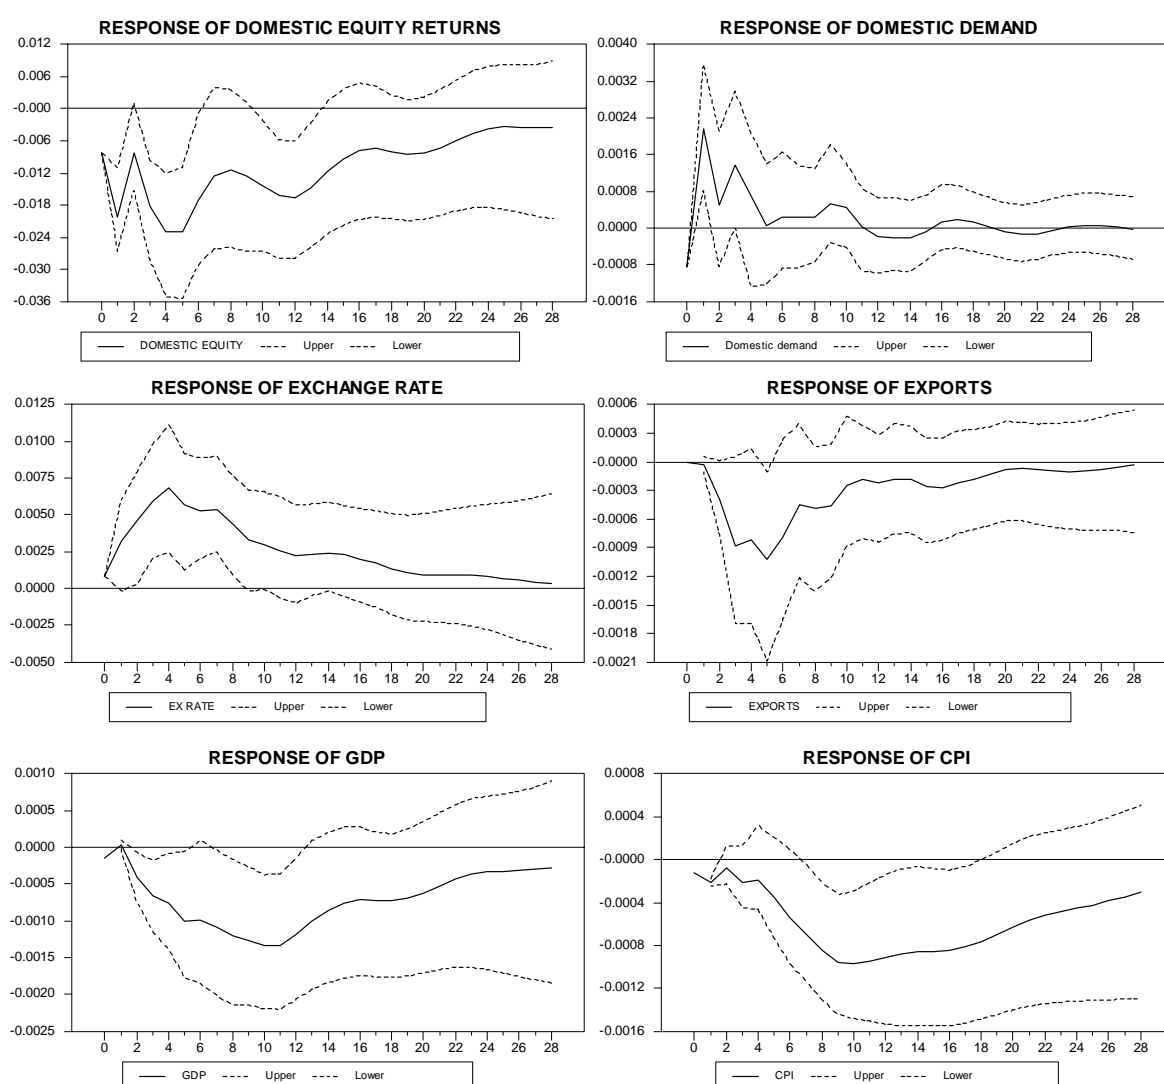 RESPONSE OF DOMESTIC EQUITY RETURNS
0.012
0.006
-0.000
-0.006
-0.012
-0.018
-0.024
-0.030
-0.036
0 2 4 6 8 10 12 14 16 18 20 22 24 26 28
DOMESTIC EQUITY Upper Lower
RESPONSE OF DOMESTIC DEMAND
0.0040
0.0032
0.0024
0.0016
0.0008
0.0000
-0.0008
-0.0016
0 2 4 6 8 10 12 14 16 18 20 22 24 26 28
Domestic demand Upper Lower
RESPONSE OF EXCHANGE RATE
0.0125
0.0100
0.0075
0.0050
0.0025
0.0000
-0.0025
-0.0050
0 2 4 6 8 10 12 14 16 18 20 22 24 26 28
EX RATE Upper Lower
RESPONSE OF EXPORTS
0.0006
0.0003
-0.0000
-0.0003
-0.0006
-0.0009
-0.0012
-0.0015
-0.0018
-0.0021
0 2 4 6 8 10 12 14 16 18 20 22 24 26 28
EXPORTS Upper Lower
RESPONSE OF GDP
0.0010
0.0005
0.0000
-0.0005
-0.0010
-0.0015
-0.0020
-0.0025
0 2 4 6 8 10 12 14 16 18 20 22 24 26 28
GDP Upper Lower
RESPONSE OF CPI
0.0008
0.0004
-0.0000
-0.0004
-0.0008
-0.0012
-0.0016
0 2 4 6 8 10 12 14 16 18 20 22 24 26 28
CPI Upper Lower